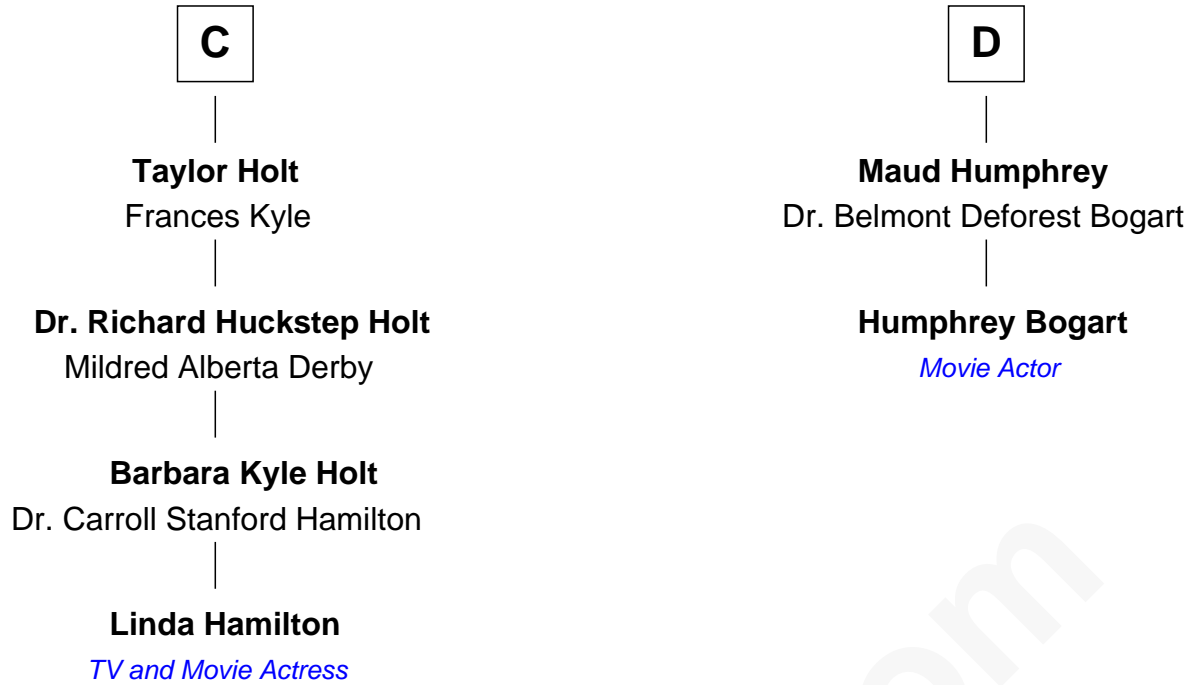 C
Taylor Holt
Frances Kyle
Dr. Richard Huckstep Holt
Mildred Alberta Derby
Barbara Kyle Holt
Dr. Carroll Stanford Hamilton
Linda Hamilton
TV and Movie Actress
D
Maud Humphrey
Dr. Belmont Deforest Bogart
Humphrey Bogart
Movie Actor
om